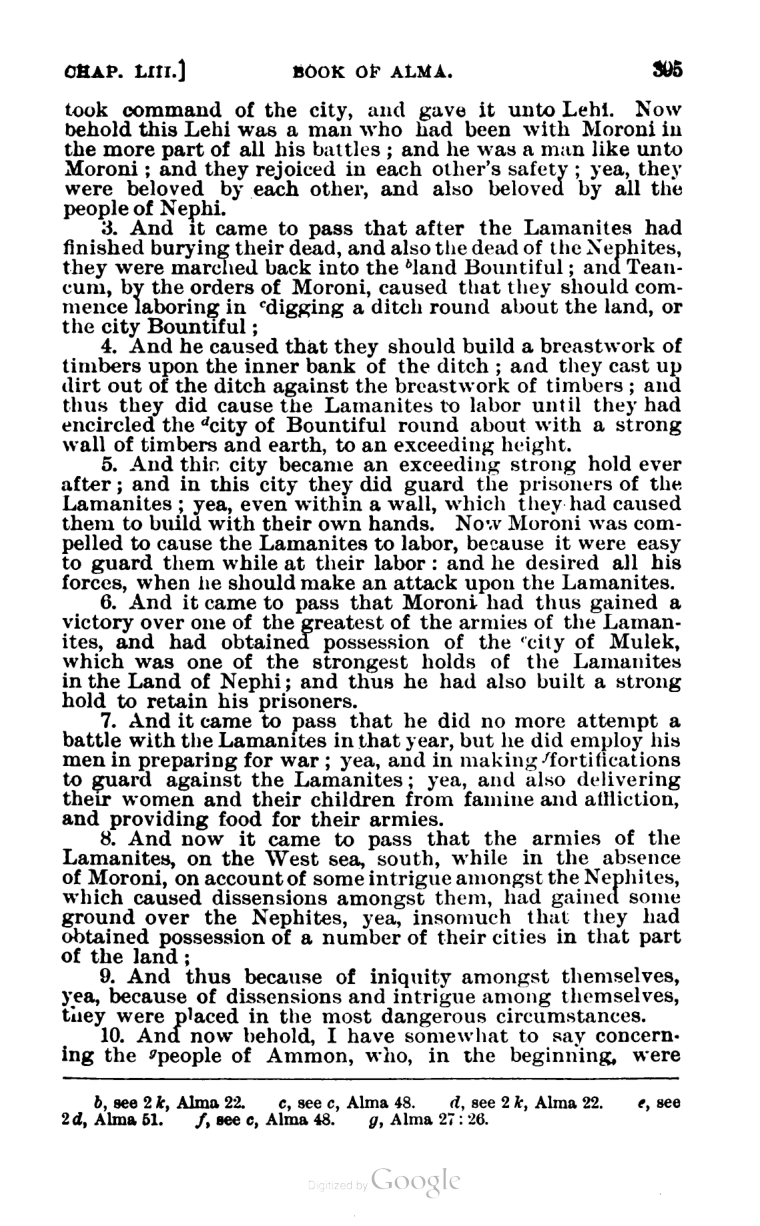 CHAP. LIII.] BOOK OF ALMA. 395
took command of the city, and gave it unto Lehi. Now
behold this Lehi was a man who had been with Moroni in
the more part of all his battles; and he was a man like unto
Moroni; and they rejoiced in each other's safety; yea, they
were beloved by each other, and also beloved by all the
people of Nephi.
3. And it came to pass that after the Lamanites had
finished burying their dead, and also the dead of the Nephites,
they were marched back into the ᵇland Bountiful; and Tean-
cum, by the orders of Moroni, caused that they should com-
mence laboring in ᶜdigging a ditch round about the land, or
the city Bountiful;
4. And he caused that they should build a breastwork of
timbers upon the inner bank of the ditch; and they cast up
dirt out of the ditch against the breastwork of timbers; and
thus they did cause the Lamanites to labor until they had
encircled the ᵈcity of Bountiful round about with a strong
wall of timbers and earth, to an exceeding height.
5. And this city became an exceeding strong hold ever
after; and in this city they did guard the prisoners of the
Lamanites; yea, even within a wall, which they had caused
them to build with their own hands. Now Moroni was com-
pelled to cause the Lamanites to labor, because it were easy
to guard them while at their labor: and he desired all his
forces, when he should make an attack upon the Lamanites.
6. And it came to pass that Moroni had thus gained a
victory over one of the greatest of the armies of the Laman-
ites, and had obtained possession of the ᵉcity of Mulek,
which was one of the strongest holds of the Lamanites
in the Land of Nephi; and thus he had also built a strong
hold to retain his prisoners.
7. And it came to pass that he did no more attempt a
battle with the Lamanites in that year, but he did employ his
men in preparing for war; yea, and in making ᶠfortifications
to guard against the Lamanites; yea, and also delivering
their women and their children from famine and affliction,
and providing food for their armies.
8. And now it came to pass that the armies of the
Lamanites, on the West sea, south, while in the absence
of Moroni, on account of some intrigue amongst the Nephites,
which caused dissensions amongst them, had gained some
ground over the Nephites, yea, insomuch that they had
obtained possession of a number of their cities in that part
of the land;
9. And thus because of iniquity amongst themselves,
yea, because of dissensions and intrigue among themselves,
they were placed in the most dangerous circumstances.
10. And now behold, I have somewhat to say concern-
ing the ᵍpeople of Ammon, who, in the beginning, were
b, see 2 k, Alma 22. c, see c, Alma 48. d, see 2 k, Alma 22. e, see
2 d, Alma 51. f, see c, Alma 48. g, Alma 27: 26.
Digitized by Google